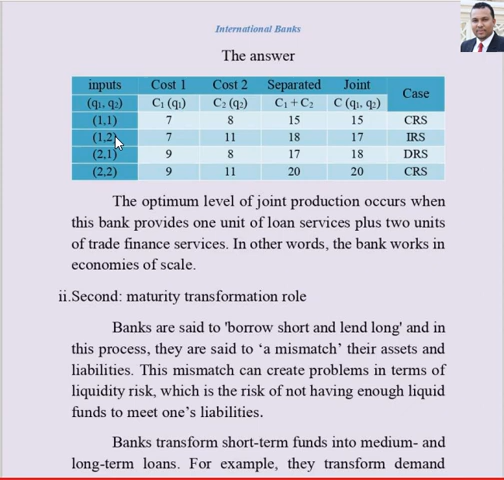 International Banks
The answer
inputs Cost 1 Cost 2 Separated Joint Case
(q₁, q₂) C₁ (q₁) C₂ (q₂) C₁ + C₂ C (q₁, q₂)
(1,1) 7 8 15 15 CRS
(1,2) 7 11 18 17 IRS
(2,1) 9 8 17 18 DRS
(2,2) 9 11 20 20 CRS
The optimum level of joint production occurs when
this bank provides one unit of loan services plus two units
of trade finance services. In other words, the bank works in
economies of scale.
ii.Second: maturity transformation role
Banks are said to 'borrow short and lend long' and in
this process, they are said to ‘a mismatch’ their assets and
liabilities. This mismatch can create problems in terms of
liquidity risk, which is the risk of not having enough liquid
funds to meet one’s liabilities.
Banks transform short-term funds into medium- and
long-term loans. For example, they transform demand